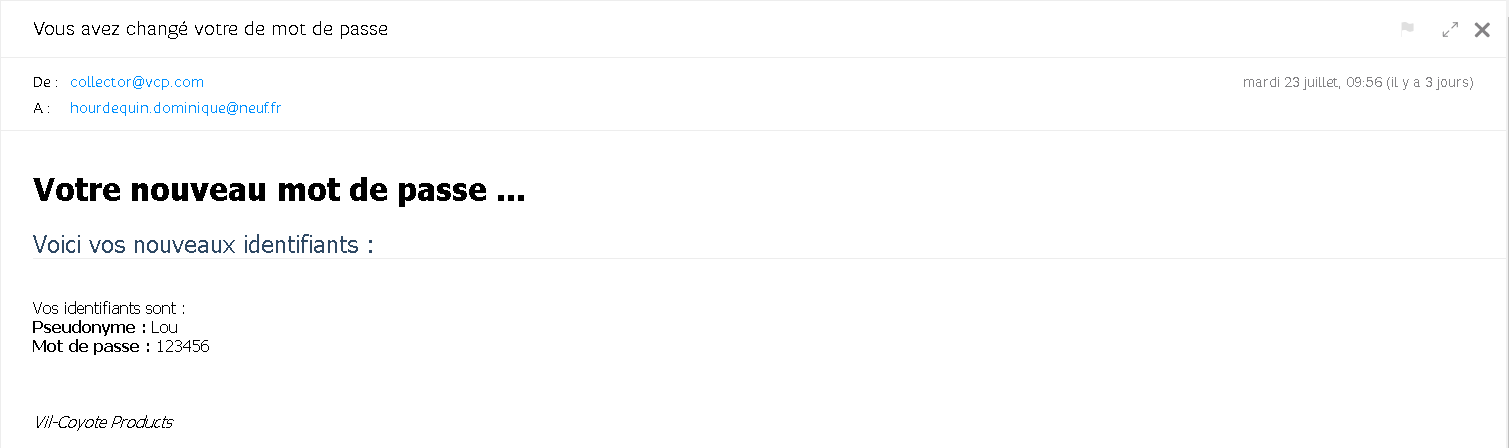 Vous avez changé votre de mot de passe
De : collector@vcp.com
mardi 23 juillet, 09:56 (il y a 3 jours)
A : hourdequin.dominique@neuf.fr
Votre nouveau mot de passe ...
Voici vos nouveaux identifiants :
Vos identifiants sont :
Pseudonyme : Lou
Mot de passe : 123456
Vil-Coyote Products